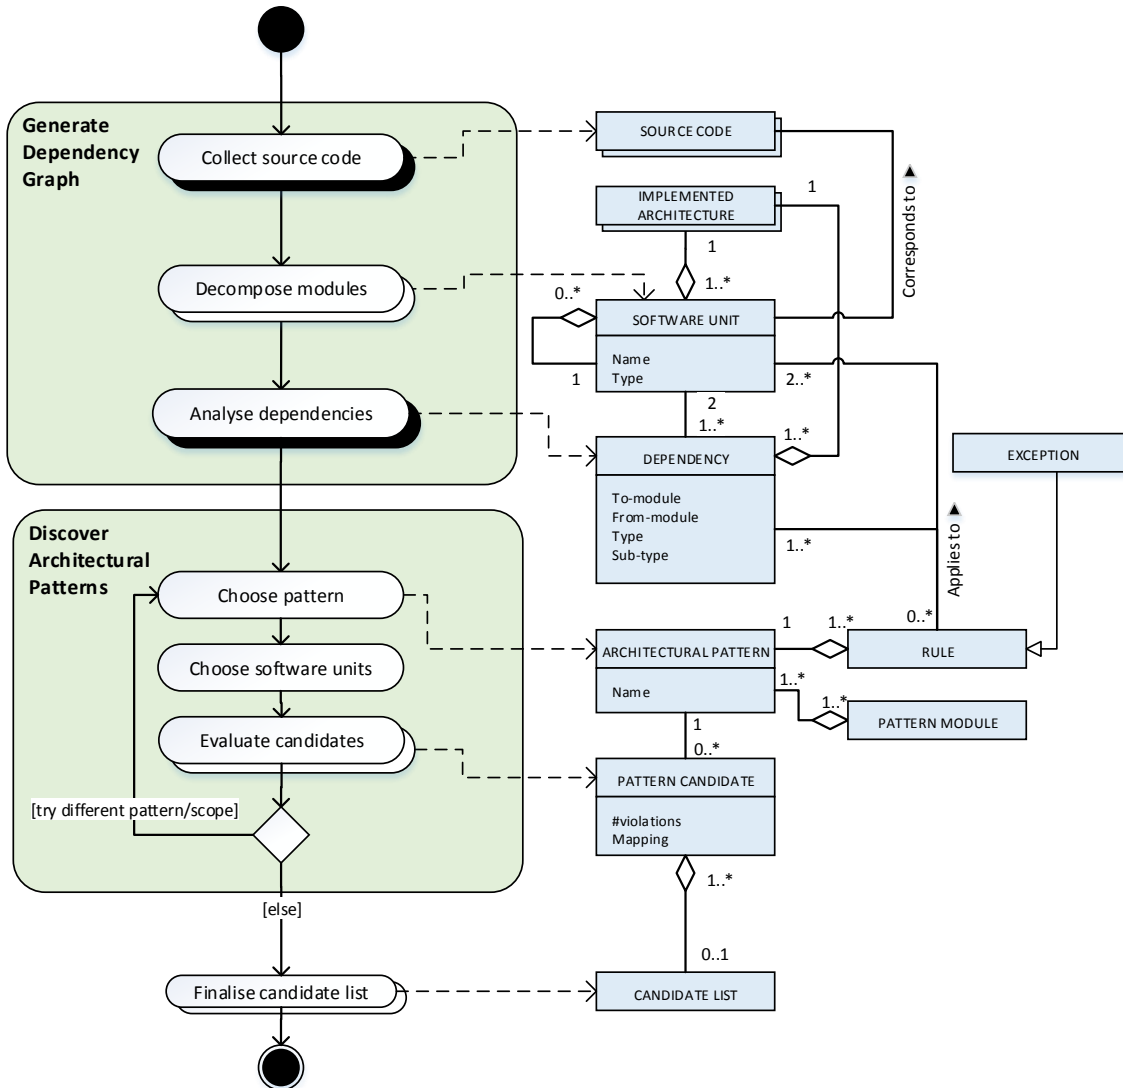 Generate
Dependency
Graph
Collect source code
Decompose modules
Analyse dependencies
Discover
Architectural
Patterns
Choose pattern
Choose software units
Evaluate candidates
[try different pattern/scope]
[else]
Finalise candidate list
SOURCE CODE
IMPLEMENTED
ARCHITECTURE
1
1
1..*
Corresponds to ▲
0..*
SOFTWARE UNIT
Name
Type
1
2..*
2
1..*
1..*
DEPENDENCY
To-module
From-module
Type
Sub-type
1..*
EXCEPTION
Applies to ▲
0..*
ARCHITECTURAL PATTERN
Name
1
1..*
RULE
1..*
1..*
PATTERN MODULE
1
0..*
PATTERN CANDIDATE
#violations
Mapping
1..*
0..1
CANDIDATE LIST